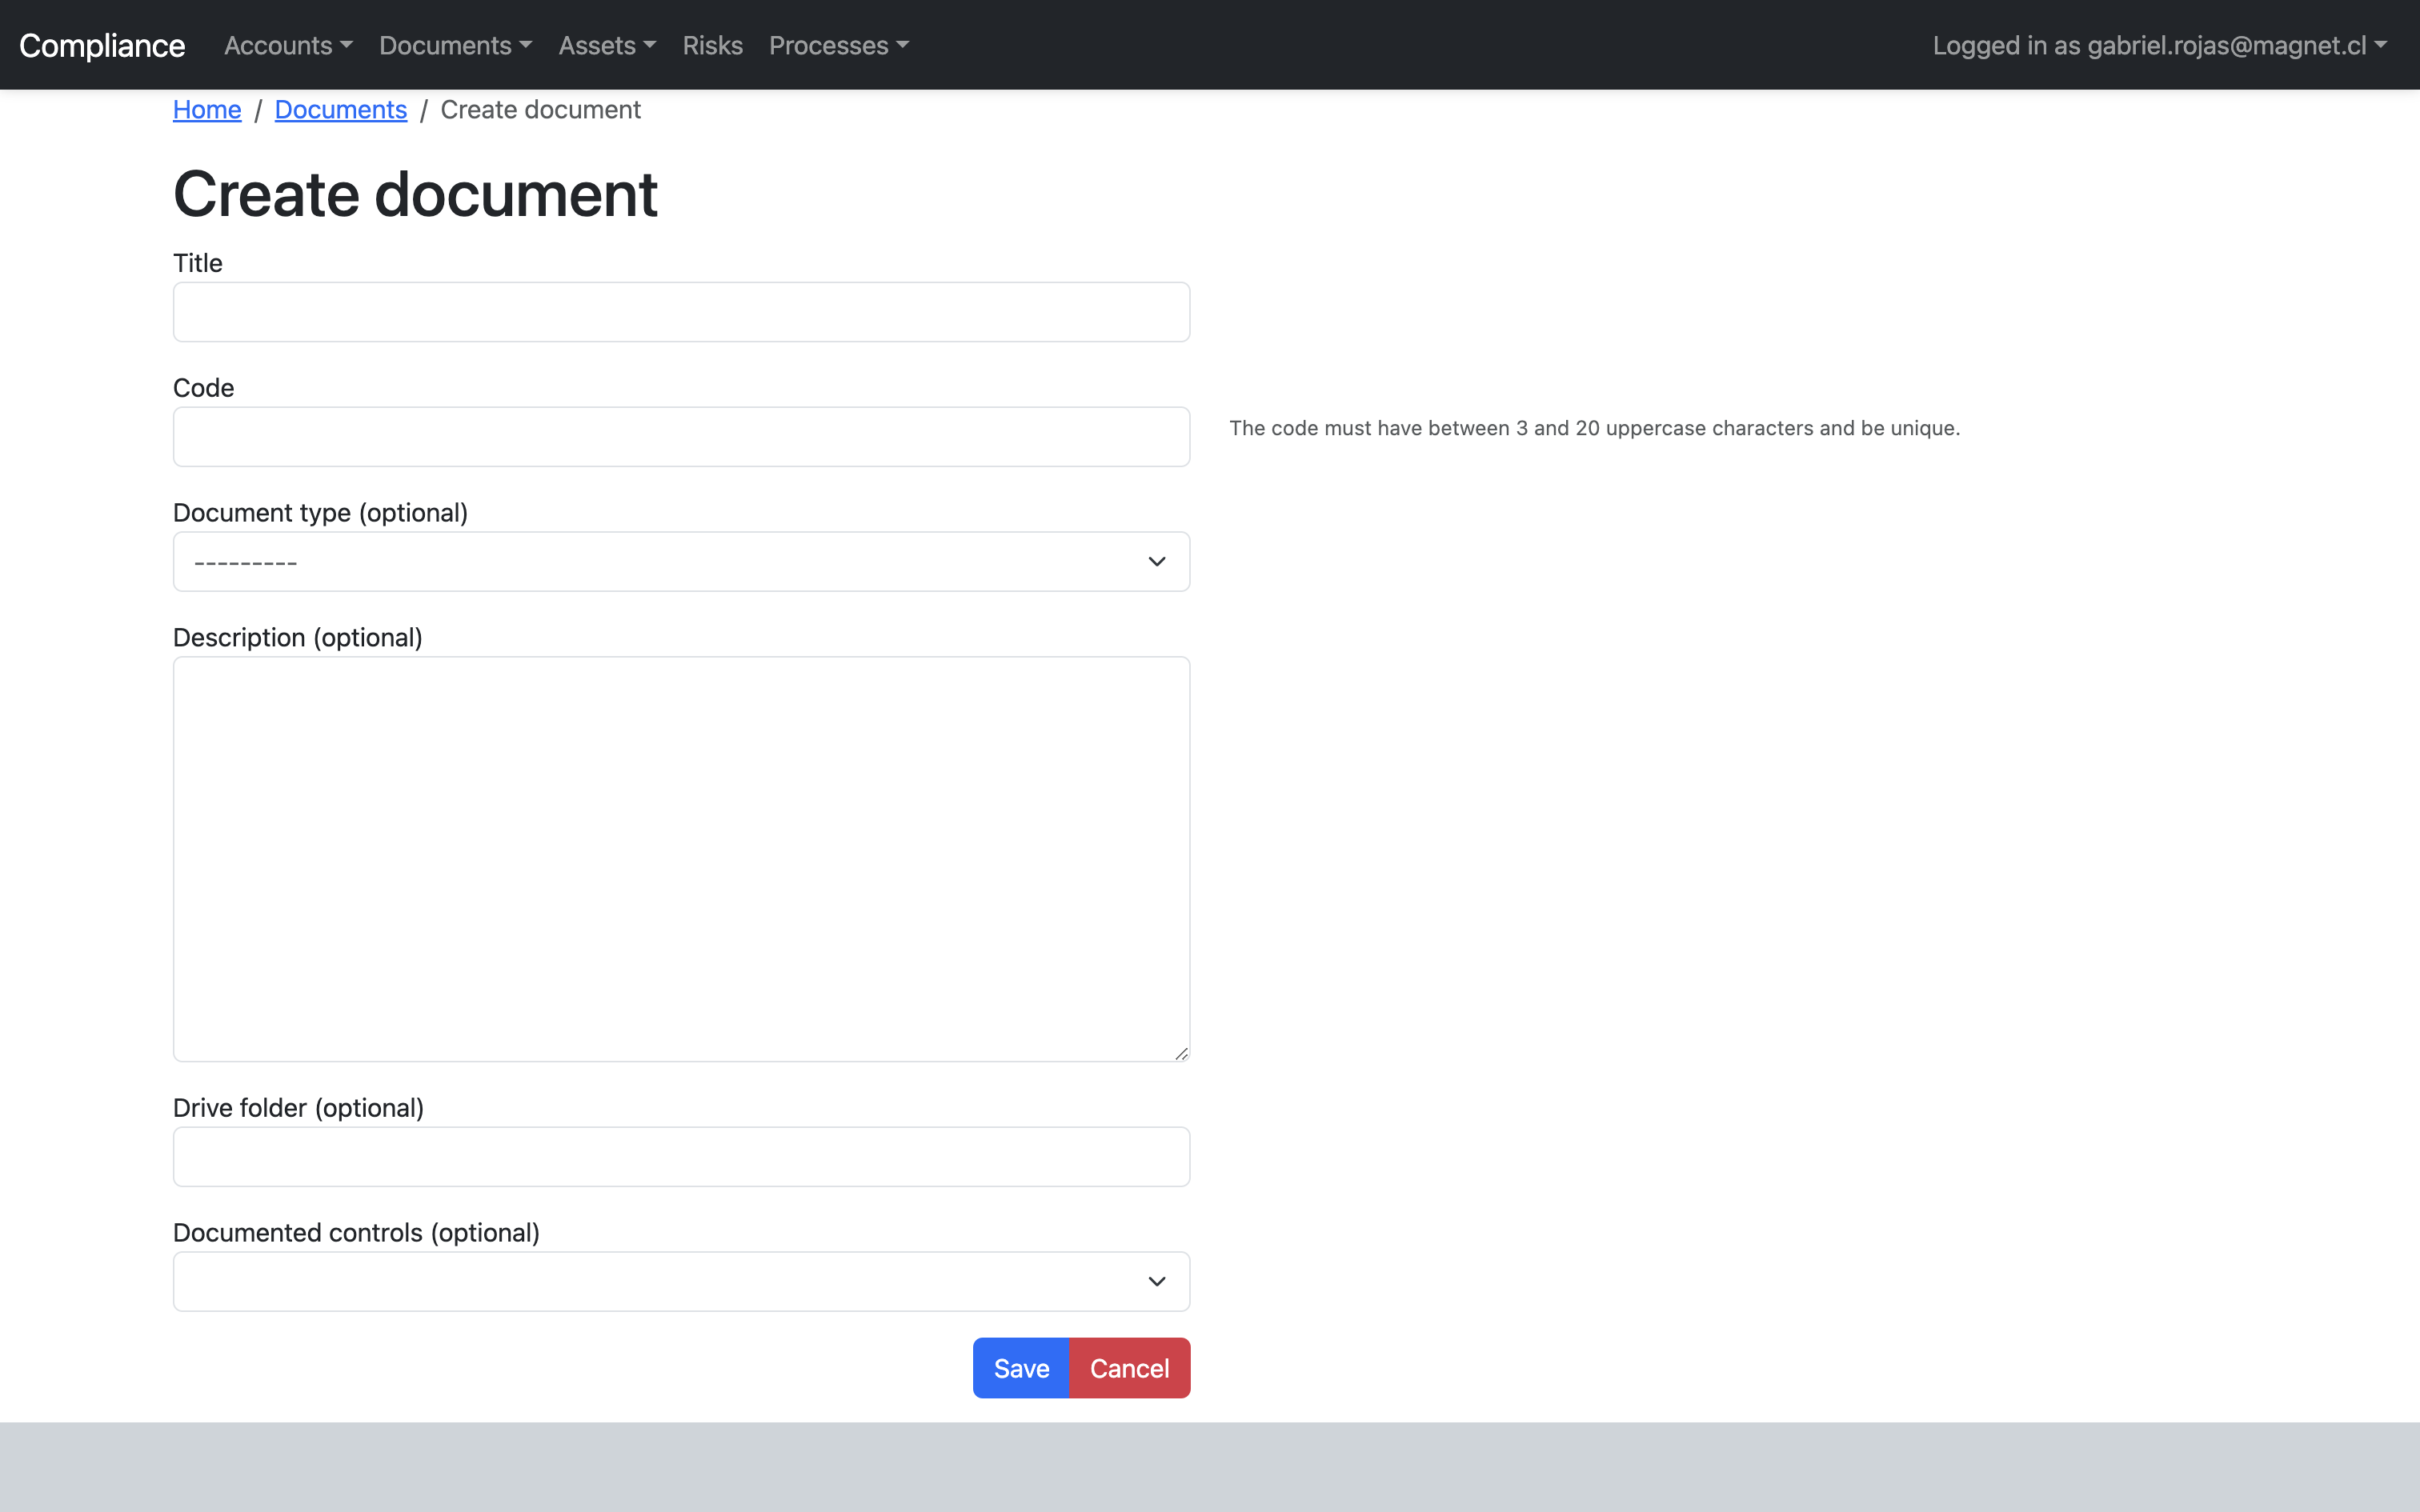 Compliance Accounts Documents Assets Risks Processes Logged in as gabriel.rojas@magnet.cl
Home / Documents / Create document
Create document
Title
Code
The code must have between 3 and 20 uppercase characters and be unique.
Document type (optional)
---------
Description (optional)
Drive folder (optional)
Documented controls (optional)
Save Cancel